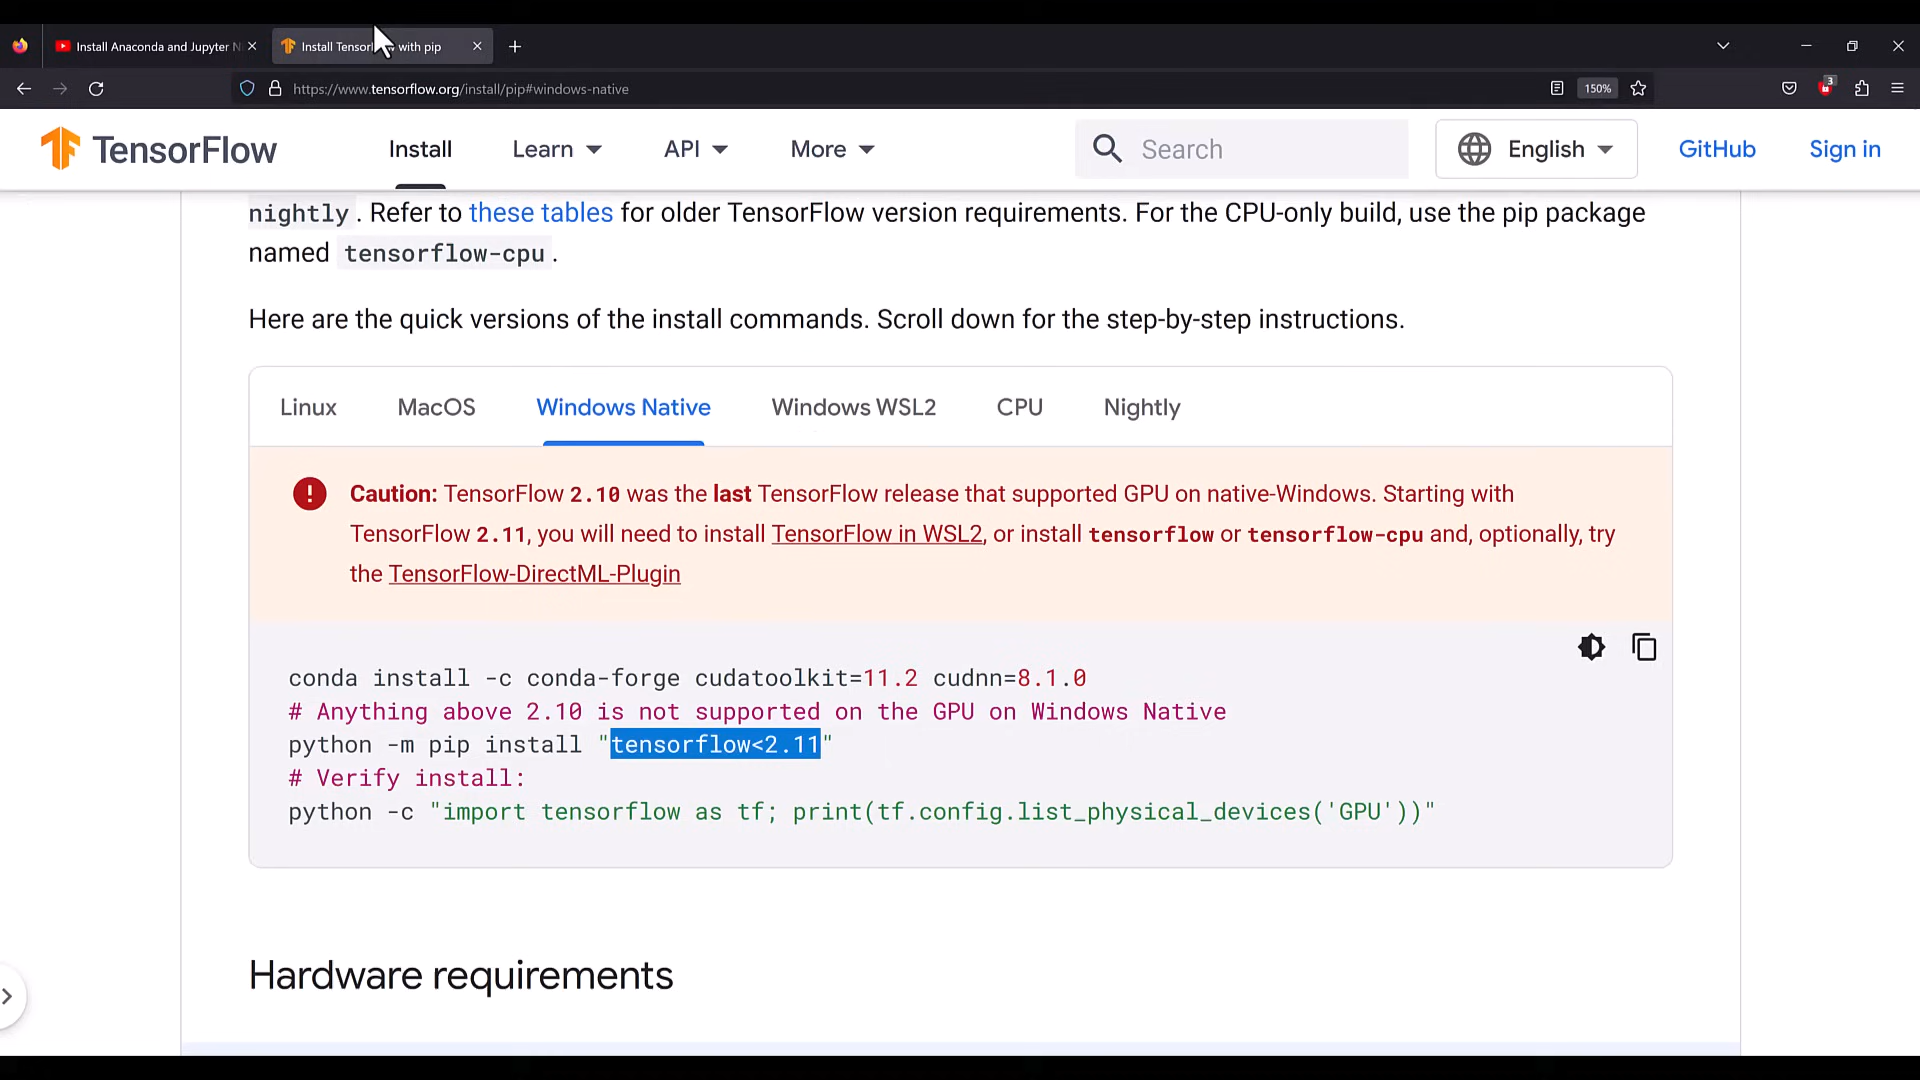 Install Anaconda and Jupyter N
Install Tensor with pip
https://www.tensorflow.org/install/pip#windows-native
150%
3
TensorFlow
Install
Learn
API
More
Search
English
GitHub
Sign in
nightly . Refer to these tables for older TensorFlow version requirements. For the CPU-only build, use the pip package
named tensorflow-cpu .
Here are the quick versions of the install commands. Scroll down for the step-by-step instructions.
Linux
MacOS
Windows Native
Windows WSL2
CPU
Nightly
Caution: TensorFlow 2.10 was the last TensorFlow release that supported GPU on native-Windows. Starting with
TensorFlow 2.11, you will need to install TensorFlow in WSL2, or install tensorflow or tensorflow-cpu and, optionally, try
the TensorFlow-DirectML-Plugin
conda install -c conda-forge cudatoolkit=11.2 cudnn=8.1.0
# Anything above 2.10 is not supported on the GPU on Windows Native
python -m pip install "tensorflow<2.11"
# Verify install:
python -c "import tensorflow as tf; print(tf.config.list_physical_devices('GPU'))"
Hardware requirements